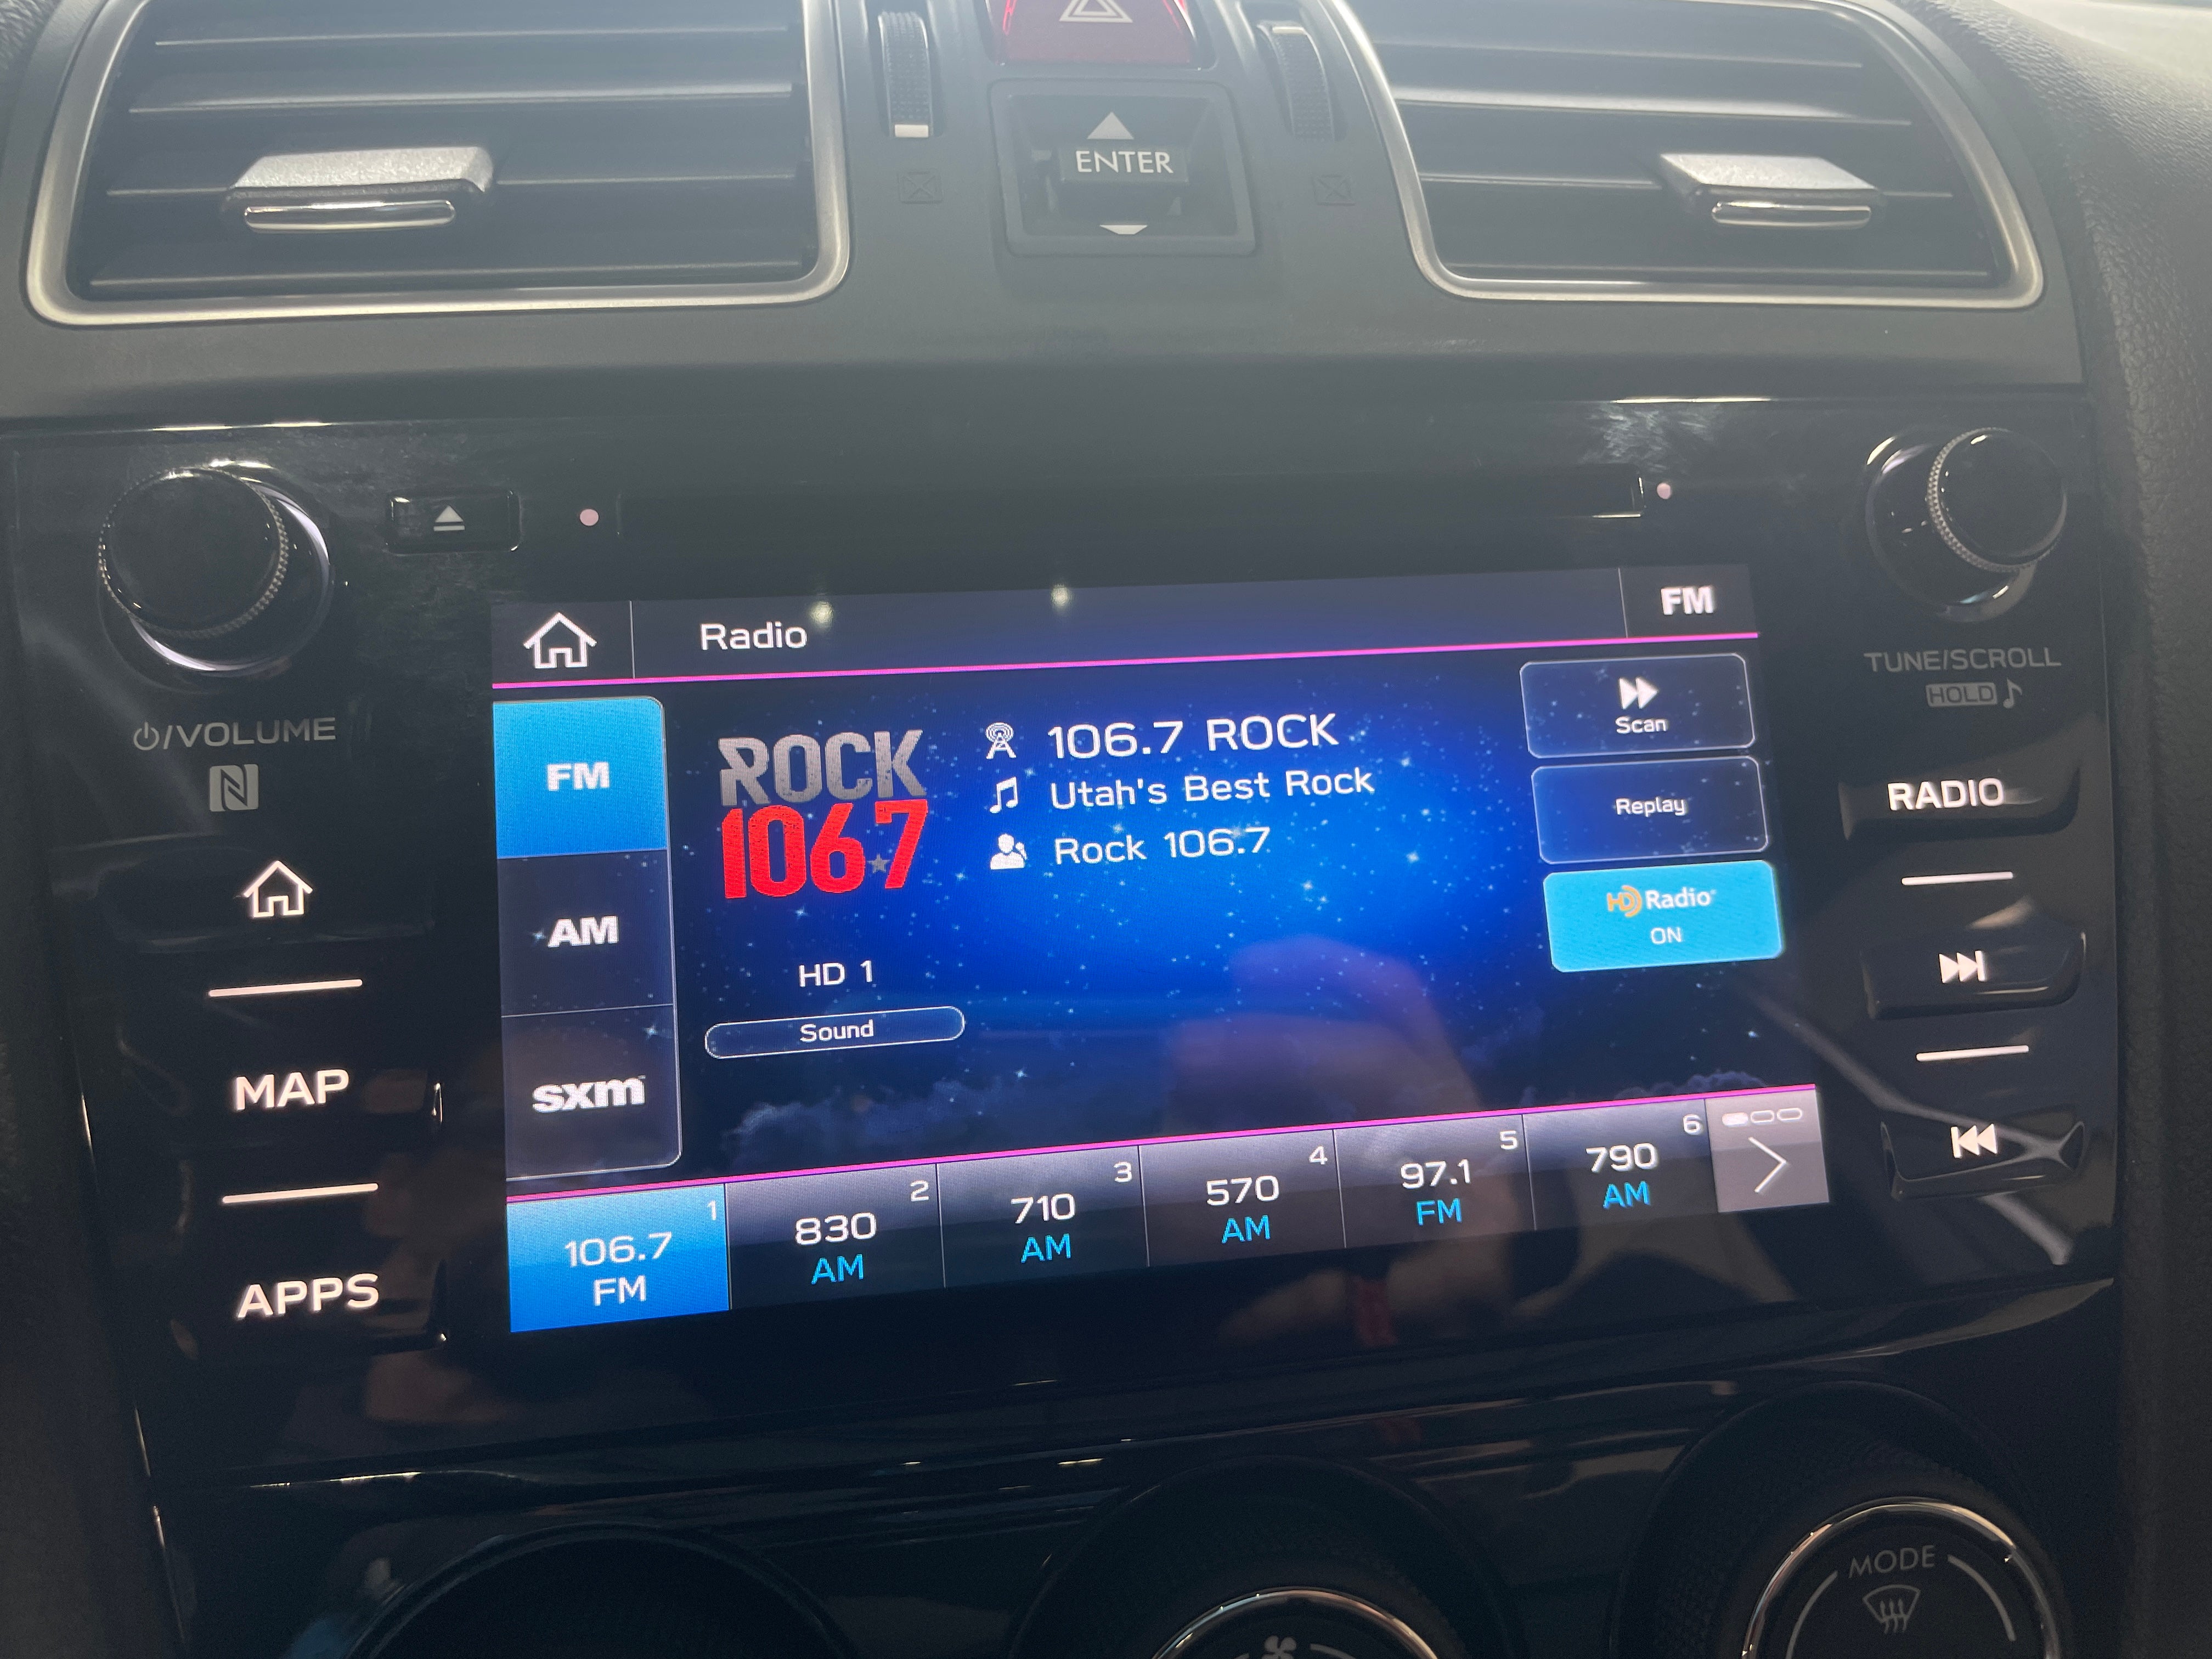 ENTER
/VOLUME
TUNE/SCROLL
HOLD
Radio
FM
FM
AM
sxm
ROCK
106.7
106.7 ROCK
Utah's Best Rock
Rock 106.7
HD 1
Sound
Scan
Replay
HD Radio
ON
1
106.7
FM
2
830
AM
3
710
AM
4
570
AM
5
97.1
FM
6
790
AM
MAP
APPS
RADIO
MODE